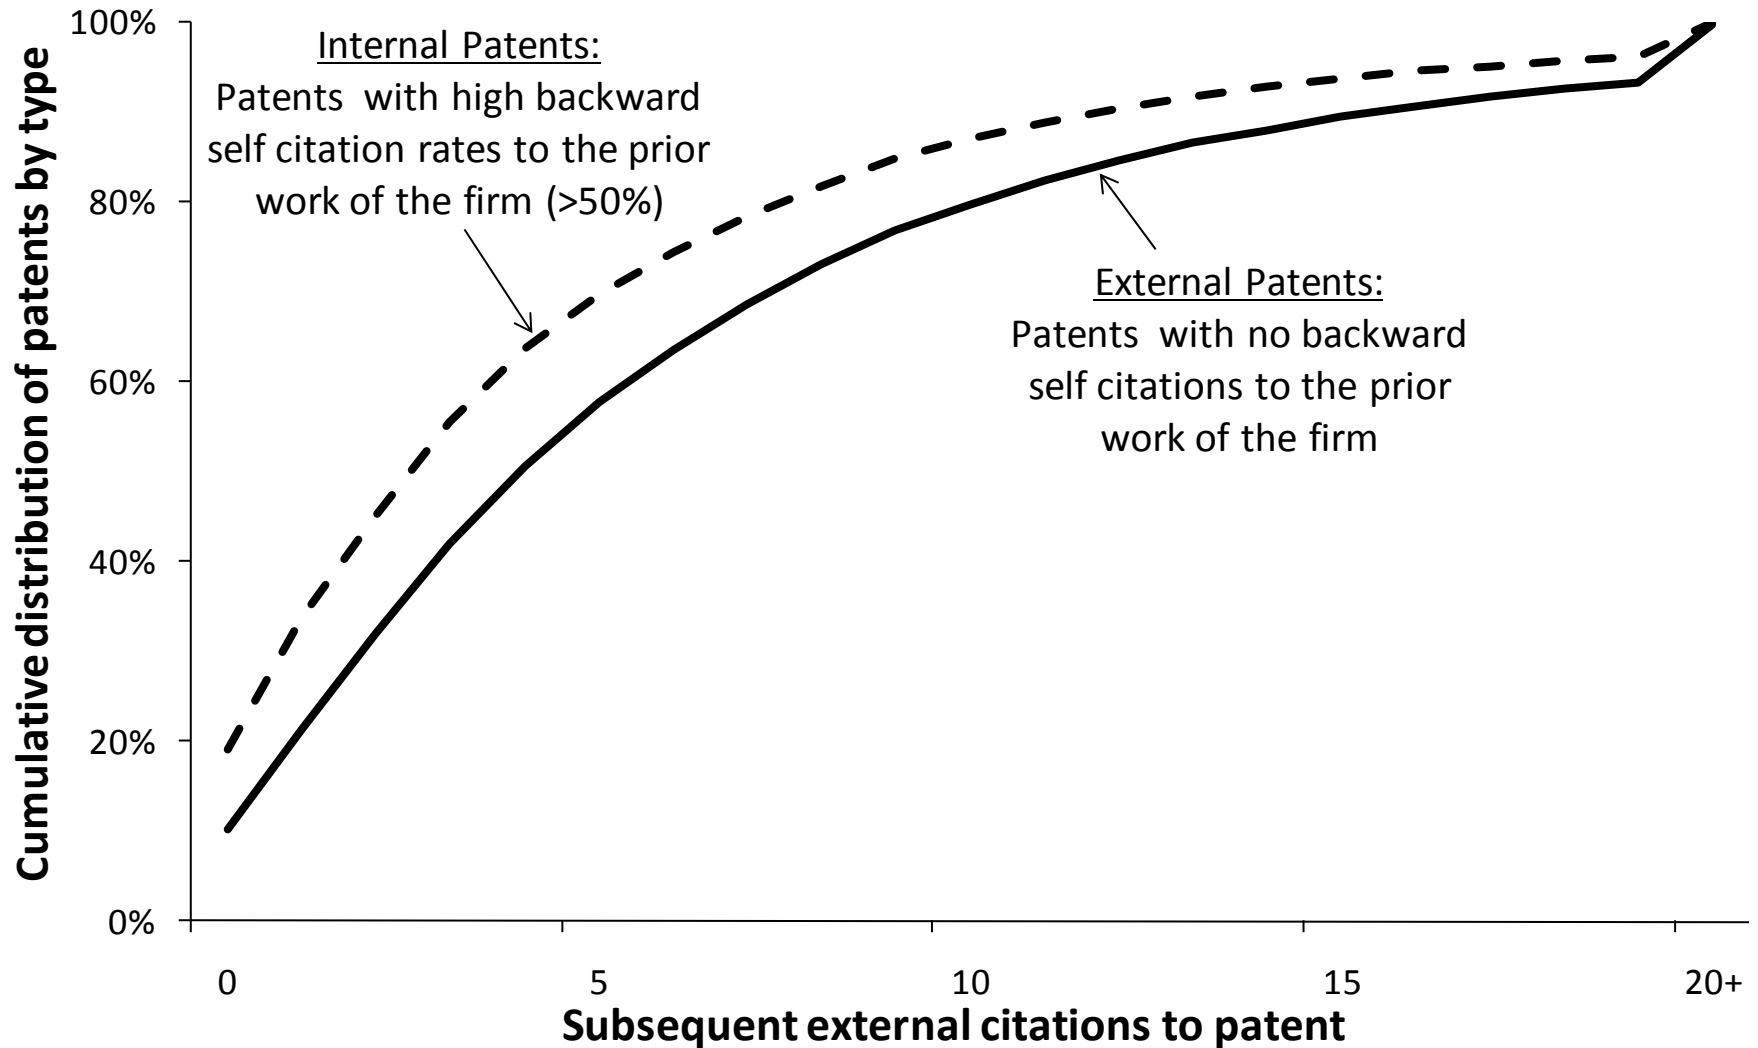 100%
80%
60%
40%
20%
0%
Cumulative distribution of patents by type
Internal Patents:
Patents with high backward
self citation rates to the prior
work of the firm (>50%)
External Patents:
Patents with no backward
self citations to the prior
work of the firm
0 5 10 15 20+
Subsequent external citations to patent